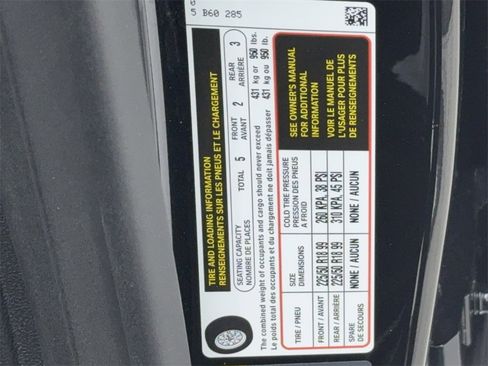 5 B60 285
TIRE AND LOADING INFORMATION
RENSEIGNEMENTS SUR LES PNEUS ET LE CHARGEMENT
SEATING CAPACITY
NOMBRE DE PLACES
TOTAL 5
FRONT
AVANT 2
REAR
ARRIÈRE 3
The combined weight of occupants and cargo should never exceed 431 kg or 950 lbs.
Le poids total des occupants et du chargement ne doit jamais dépasser 431 kg ou 950 lb.
TIRE / PNEU
SIZE
DIMENSIONS
COLD TIRE PRESSURE
PRESSION DES PNEUS
A FROID
FRONT / AVANT 225/60 R18 99 260 KPA, 38 PSI
REAR / ARRIÈRE 225/60 R18 99 310 KPA, 45 PSI
SPARE
DE SECOURS
NONE / AUCUN NONE / AUCUN
SEE OWNER'S MANUAL
FOR ADDITIONAL
INFORMATION
VOIR LE MANUEL DE
L'USAGER POUR PLUS
DE RENSEIGNEMENTS